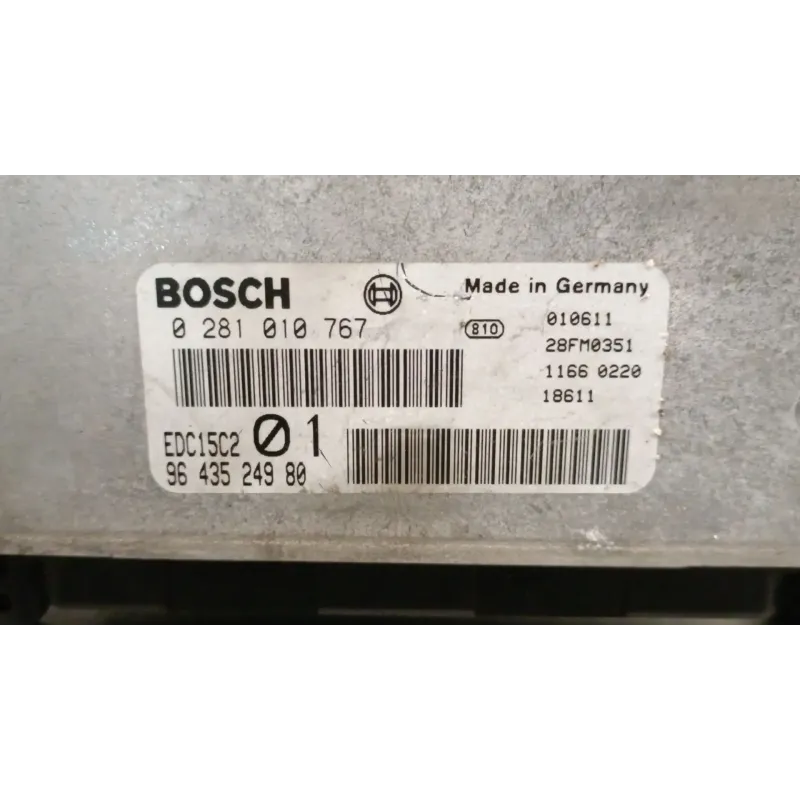 BOSCH
Made in Germany
0 281 010 767
810
010611
28FM0351
1166 0220
18611
EDC15C2 01
96 435 249 80